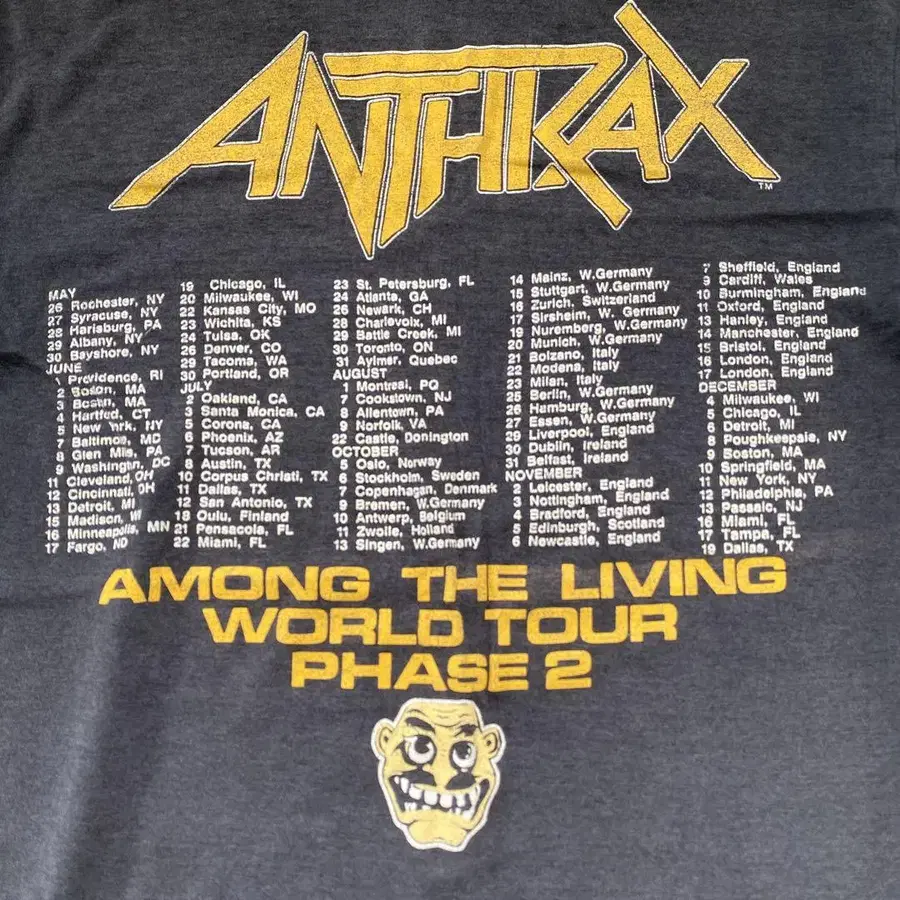 ANTHRAX
TM
MAY
26 Rochester, NY
27 Syracuse, NY
28 Harisburg, PA
29 Albany, NY
30 Bayshore, NY
JUNE
1 Providence, RI
2 Boston, MA
3 Boston, MA
4 Hartfed, CT
5 New York, NY
7 Baltimore, MD
8 Glen Mills, PA
9 Washington, DC
11 Cleveland, OH
12 Cincinnati, OH
13 Detroit, MI
15 Madison, WI
16 Minneapolis, MN
17 Fargo, ND
19 Chicago, IL
20 Milwaukee, WI
22 Kansas City, MO
23 Wichita, KS
24 Tulsa, OK
26 Denver, CO
29 Tacoma, WA
30 Portland, OR
JULY
2 Oakland, CA
3 Santa Monica, CA
5 Corona, CA
6 Phoenix, AZ
7 Tucson, AR
8 Austin, TX
10 Corpus Christi, TX
11 Dallas, TX
12 San Antonio, TX
18 Oulu, Finland
21 Pensacola, FL
22 Miami, FL
23 St. Petersburg, FL
24 Atlanta, GA
26 Newark, CH
28 Charlevoix, MI
29 Battle Creek, MI
30 Toronto, ON
31 Aylmer, Quebec
AUGUST
1 Montreal, PQ
7 Cookstown, NJ
8 Allentown, PA
9 Norfolk, VA
22 Castle, Donington
OCTOBER
5 Oslo, Norway
6 Stockholm, Sweden
7 Copenhagen, Denmark
9 Bremen, W.Germany
10 Antwerp, Belgium
11 Zwolle, Holland
13 Singen, W.Germany
14 Mainz, W.Germany
15 Stuttgart, W.Germany
16 Zurich, Switzerland
17 Sirsheim, W.Germany
19 Nuremberg, W.Germany
20 Munich, W.Germany
21 Bolzano, Italy
22 Modena, Italy
23 Milan, Italy
25 Berlin, W.Germany
26 Hamburg, W.Germany
27 Essen, W.Germany
29 Liverpool, England
30 Dublin, Ireland
31 Belfast, Ireland
NOVEMBER
2 Leicester, England
3 Nottingham, England
4 Bradford, England
5 Edinburgh, Scotland
6 Newcastle, England
7 Sheffield, England
9 Cardiff, Wales
10 Burmingham, England
11 Oxford, England
13 Hanley, England
14 Manchester, England
15 Bristol, England
16 London, England
17 London, England
DECEMBER
4 Milwaukee, WI
5 Chicago, IL
6 Detroit, MI
8 Poughkeepsie, NY
9 Boston, MA
10 Springfield, MA
11 New York, NY
12 Philadelphia, PA
13 Passaic, NJ
16 Miami, FL
17 Tampa, FL
19 Dallas, TX
AMONG THE LIVING
WORLD TOUR
PHASE 2